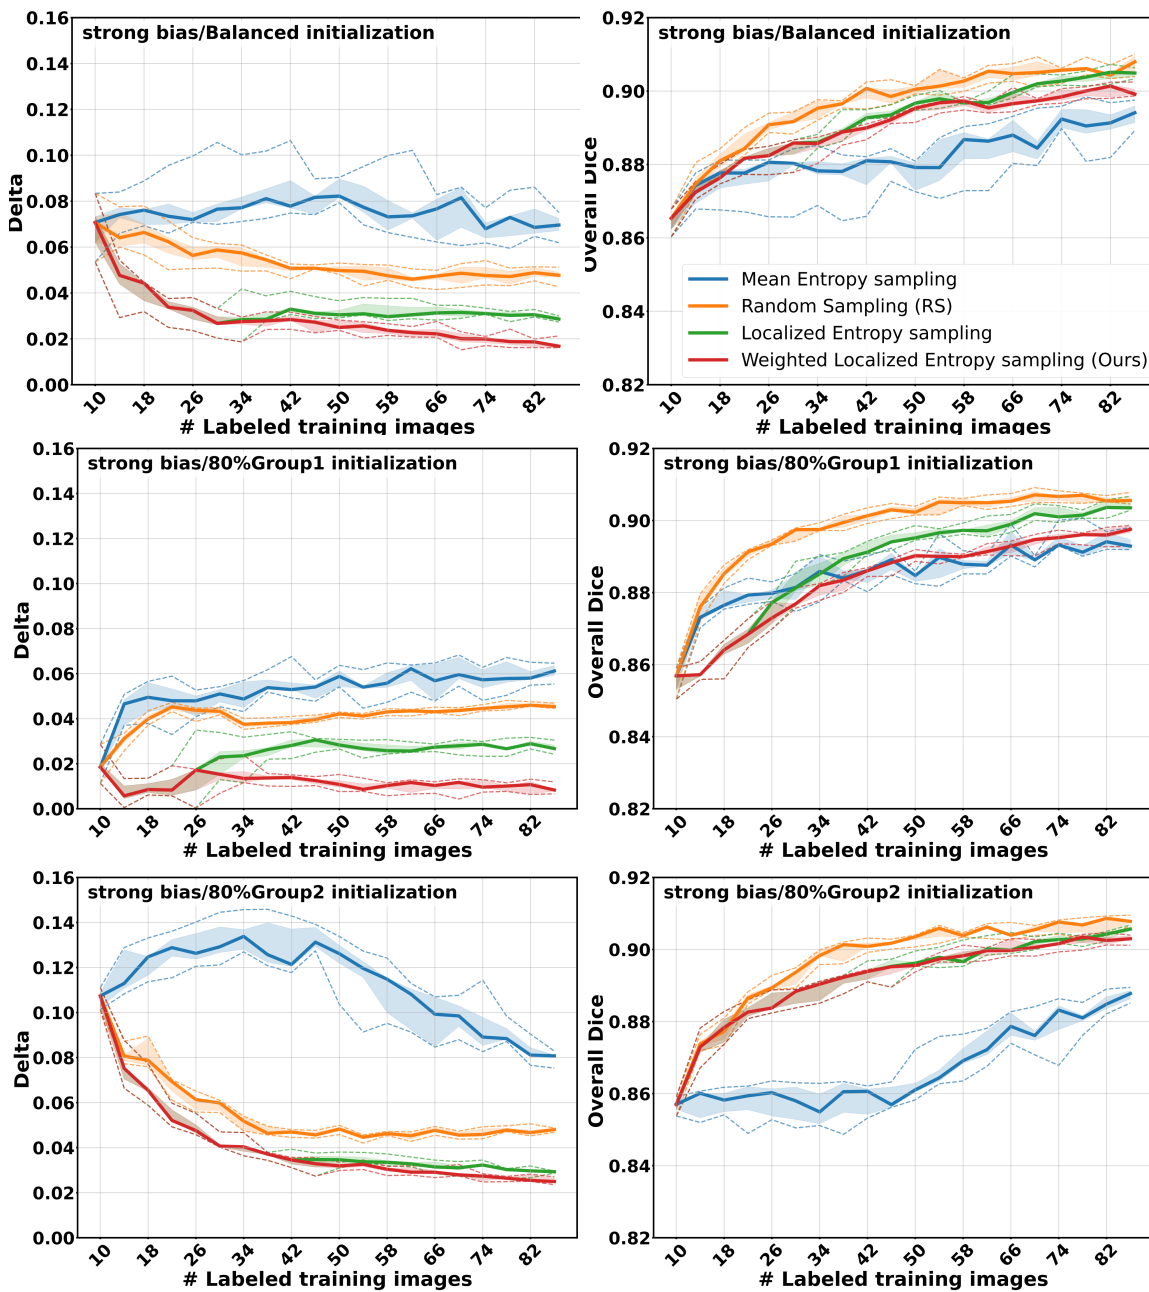 strong bias/Balanced initialization
0.16
0.14
0.12
0.10
0.08
0.06
0.04
0.02
0.00
Delta
10 18 26 34 42 50 58 66 74 82
# Labeled training images
strong bias/Balanced initialization
0.92
0.90
0.88
0.86
0.84
0.82
Overall Dice
Mean Entropy sampling
Random Sampling (RS)
Localized Entropy sampling
Weighted Localized Entropy sampling (Ours)
10 18 26 34 42 50 58 66 74 82
# Labeled training images
strong bias/80%Group1 initialization
0.16
0.14
0.12
0.10
0.08
0.06
0.04
0.02
0.00
Delta
10 18 26 34 42 50 58 66 74 82
# Labeled training images
strong bias/80%Group1 initialization
0.92
0.90
0.88
0.86
0.84
0.82
Overall Dice
10 18 26 34 42 50 58 66 74 82
# Labeled training images
strong bias/80%Group2 initialization
0.16
0.14
0.12
0.10
0.08
0.06
0.04
0.02
0.00
Delta
10 18 26 34 42 50 58 66 74 82
# Labeled training images
strong bias/80%Group2 initialization
0.92
0.90
0.88
0.86
0.84
0.82
Overall Dice
10 18 26 34 42 50 58 66 74 82
# Labeled training images